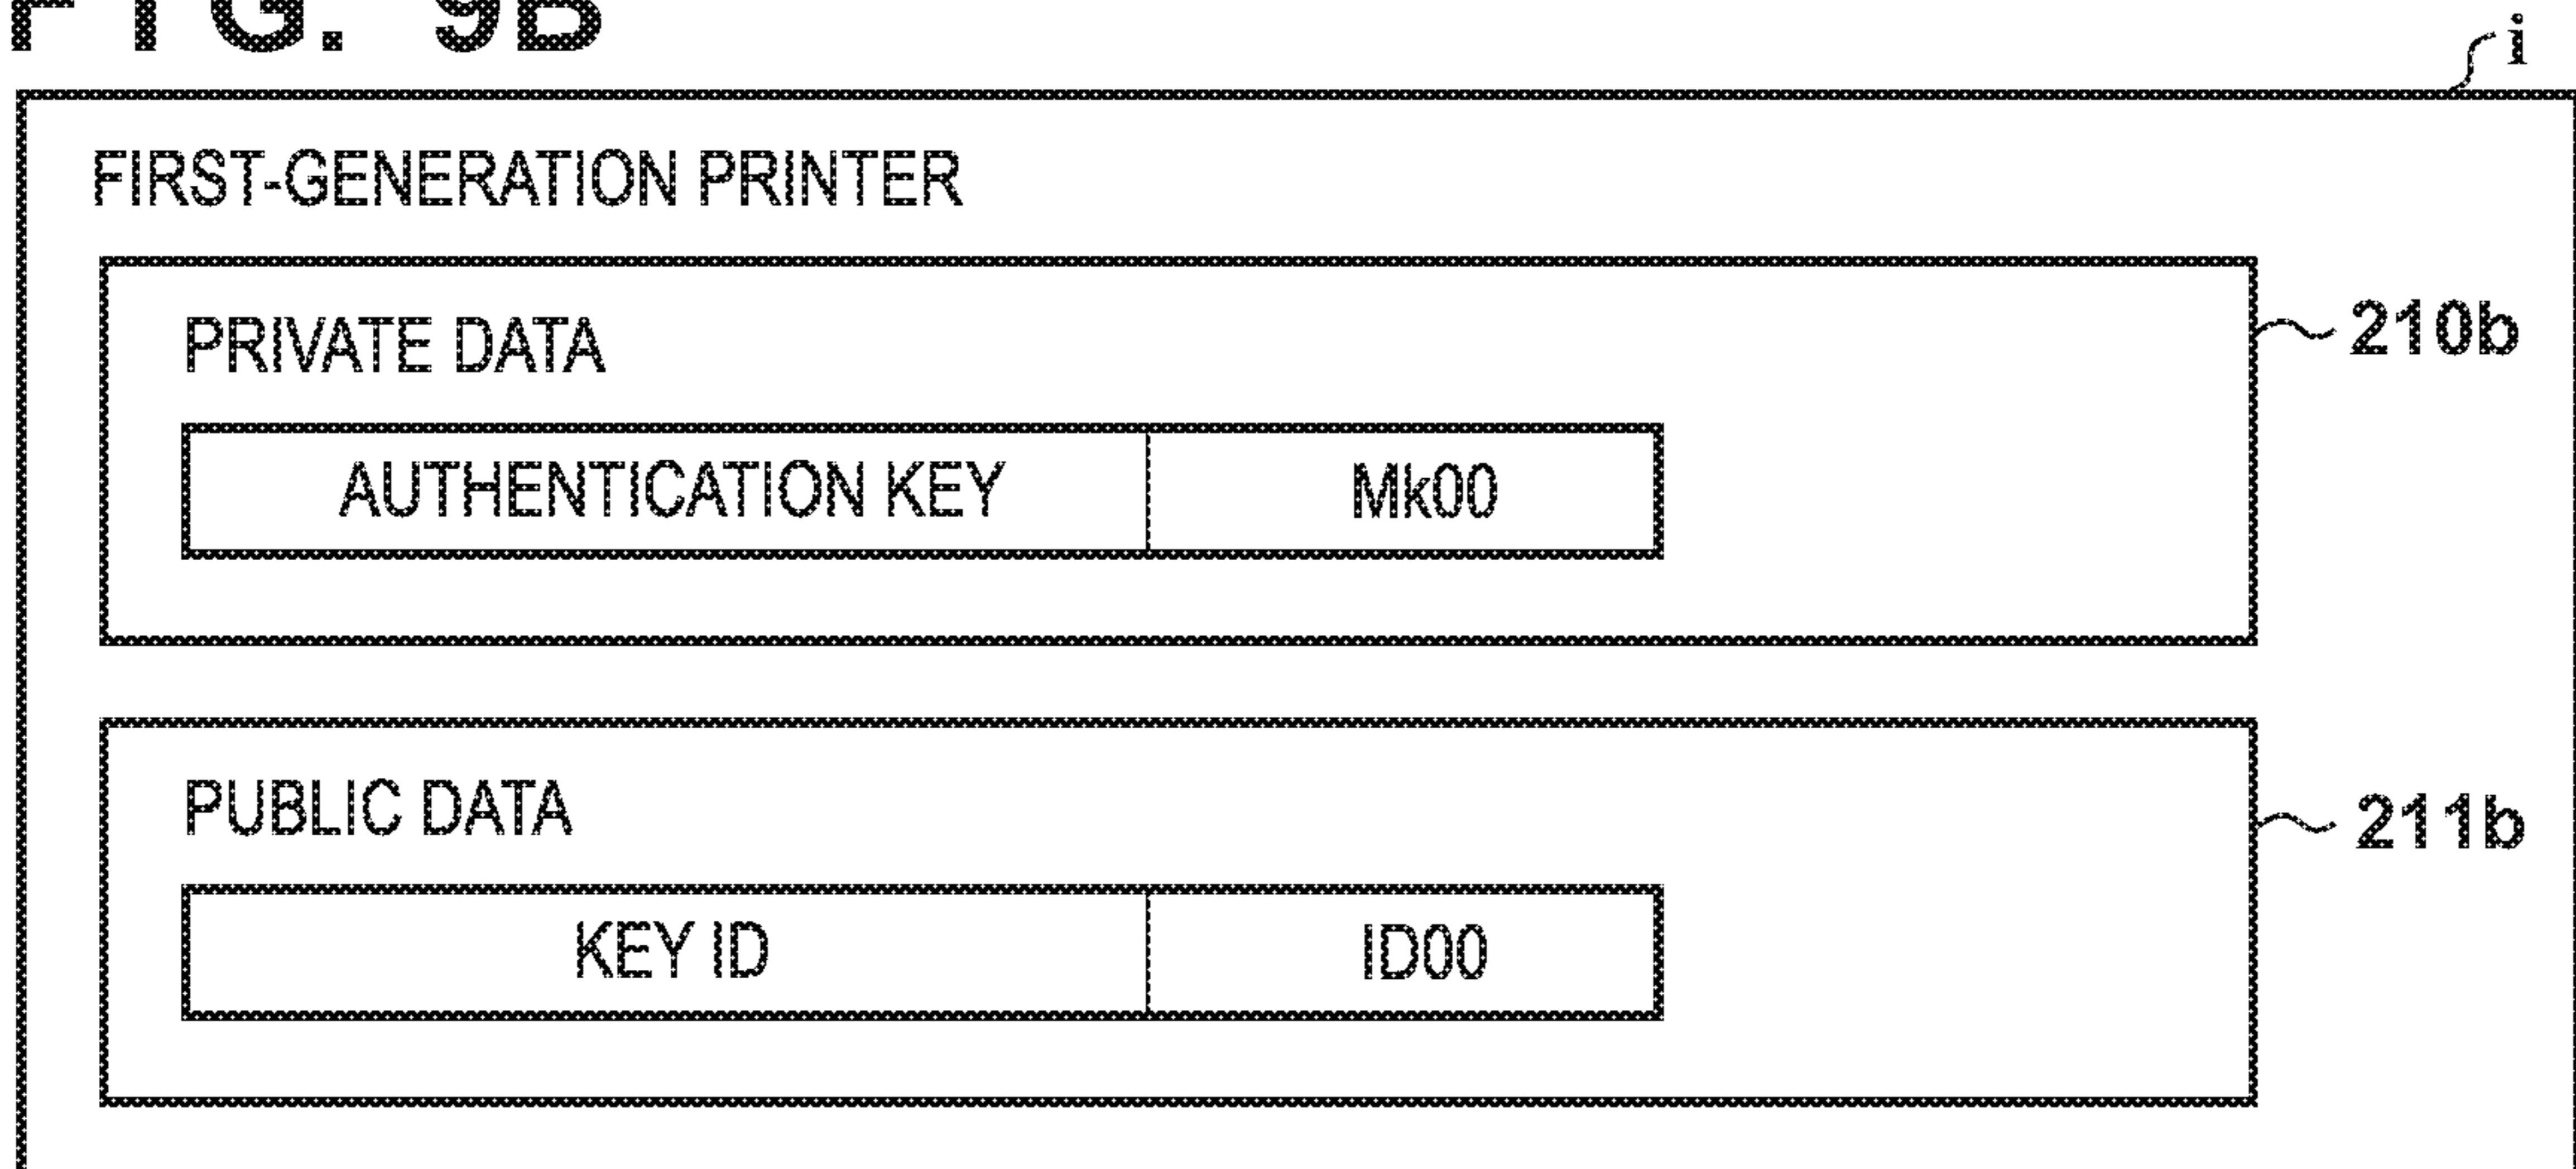 FIG. 9B
i
FIRST-GENERATION PRINTER
PRIVATE DATA
210b
AUTHENTICATION KEY Mk00
PUBLIC DATA
211b
KEY ID ID00